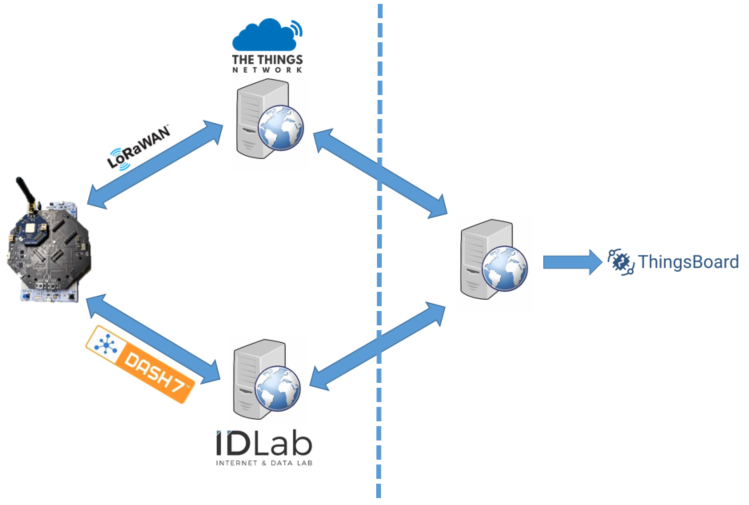 THE THINGS
NETWORK
LoRaWAN
ThingsBoard
DASH7
IDLab
INTERNET & DATA LAB